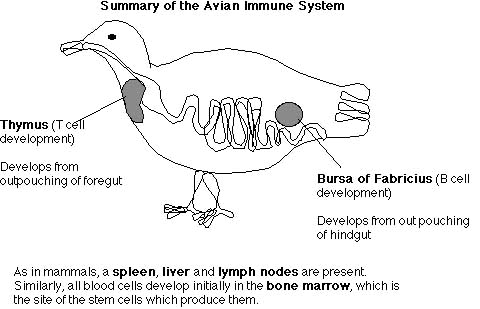 Summary of the Avian Immune System
Thymus (T cell
development)
Develops from
outpouching of foregut
Bursa of Fabricius (B cell
development)
Develops from out pouching
of hindgut
As in mammals, a spleen, liver and lymph nodes are present.
Similarly, all blood cells develop initially in the bone marrow, which is
the site of the stem cells which produce them.